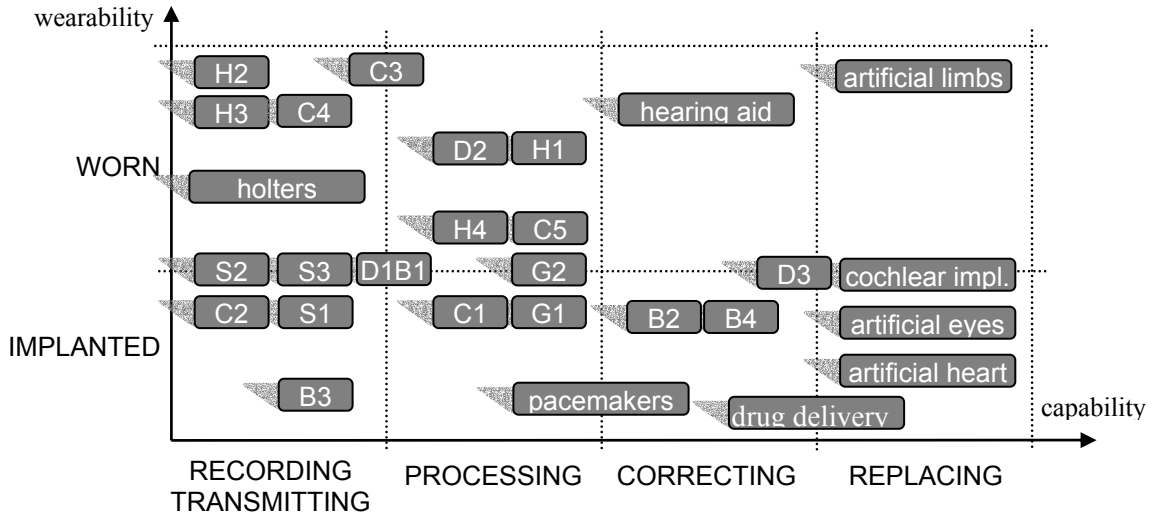 wearability
H2
C3
artificial limbs
H3
C4
hearing aid
D2
H1
WORN
holters
H4
C5
S2
S3
D1B1
G2
D3
cochlear impl.
C2
S1
C1
G1
B2
B4
artificial eyes
IMPLANTED
artificial heart
B3
pacemakers
drug delivery
capability
RECORDING
TRANSMITTING
PROCESSING
CORRECTING
REPLACING